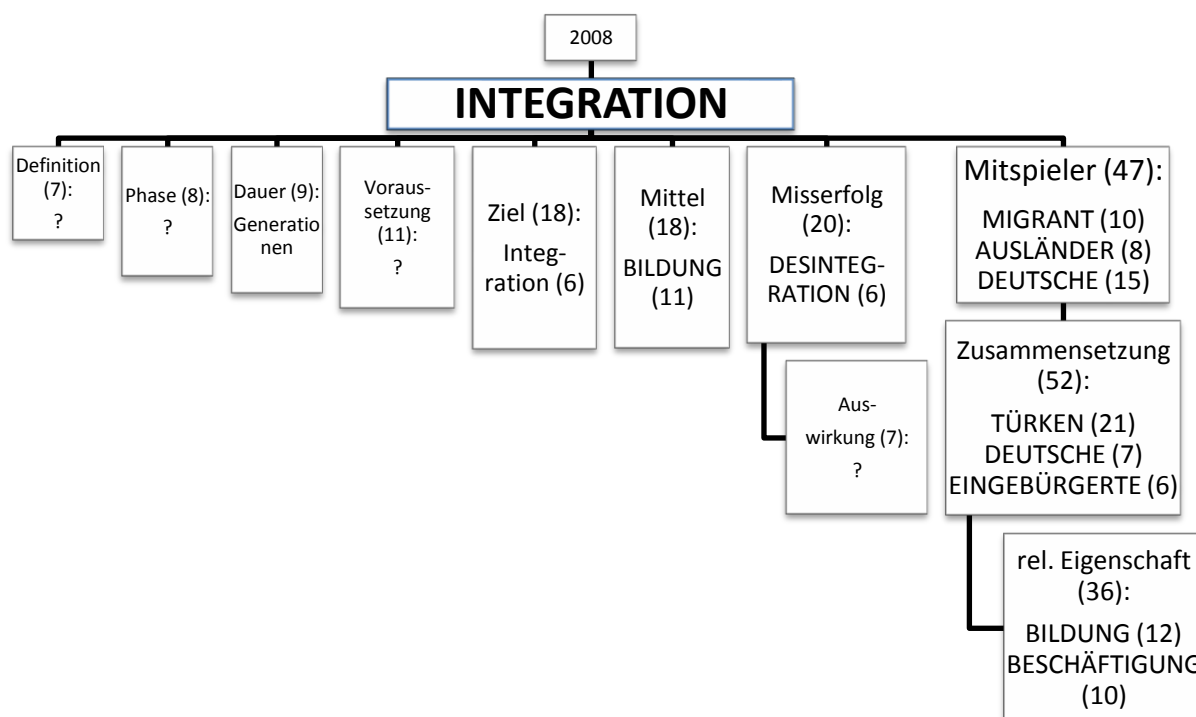 2008
INTEGRATION
Definition
(7):
?
Phase (8):
?
Dauer (9):
Generatio
nen
Voraus-
setzung
(11):
?
Ziel (18):
Integ-
ration (6)
Mittel
(18):
BILDUNG
(11)
Misserfolg
(20):
DESINTEG-
RATION (6)
Mitspieler (47):
MIGRANT (10)
AUSLÄNDER (8)
DEUTSCHE (15)
Aus-
wirkung (7):
?
Zusammensetzung
(52):
TÜRKEN (21)
DEUTSCHE (7)
EINGEBÜRGERTE (6)
rel. Eigenschaft
(36):
BILDUNG (12)
BESCHÄFTIGUNG
(10)